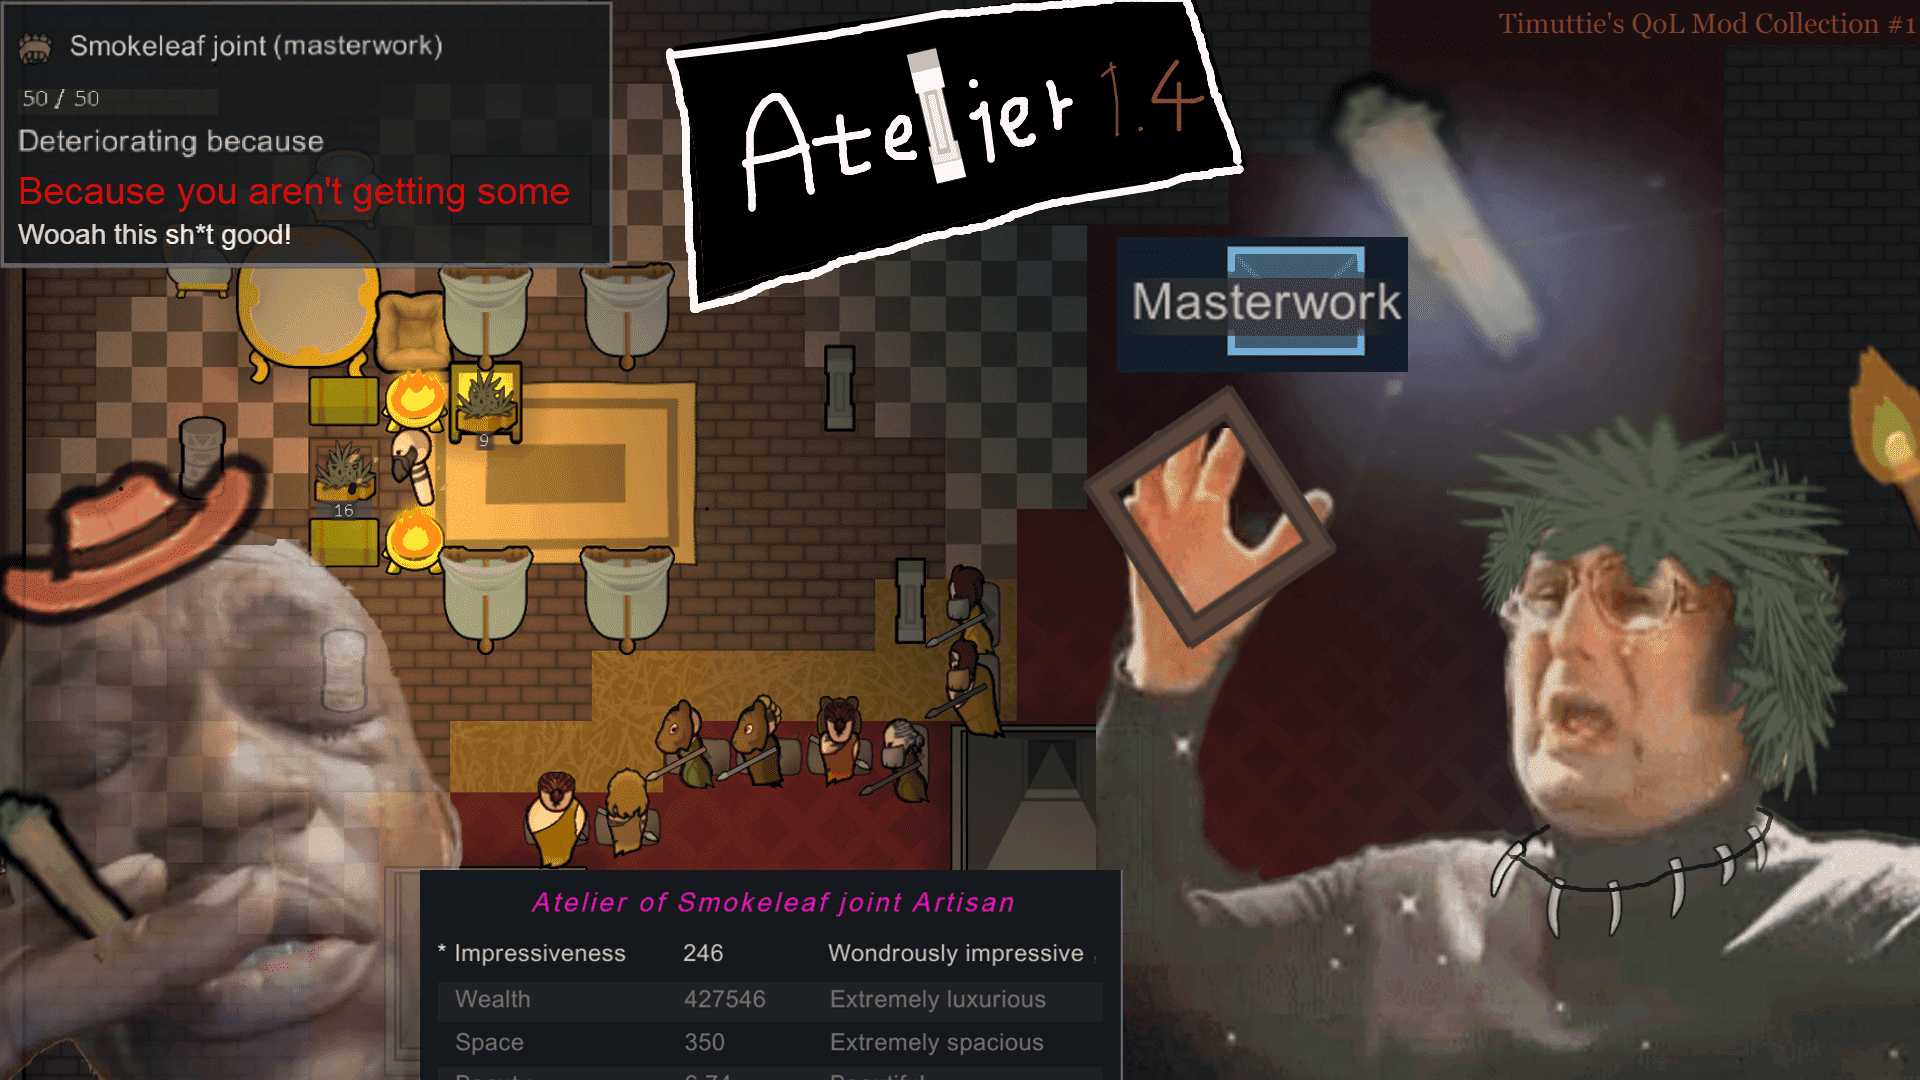 Timuttie's QoL Mod Collection #1
Smokeleaf joint (masterwork)
50 / 50
Deteriorating because
Because you aren't getting some
Wooah this sh*t good!
Atelier 1.4
Masterwork
9
16
Atelier of Smokeleaf joint Artisan
* Impressiveness 246 Wondrously impressive
Wealth 427546 Extremely luxurious
Space 350 Extremely spacious